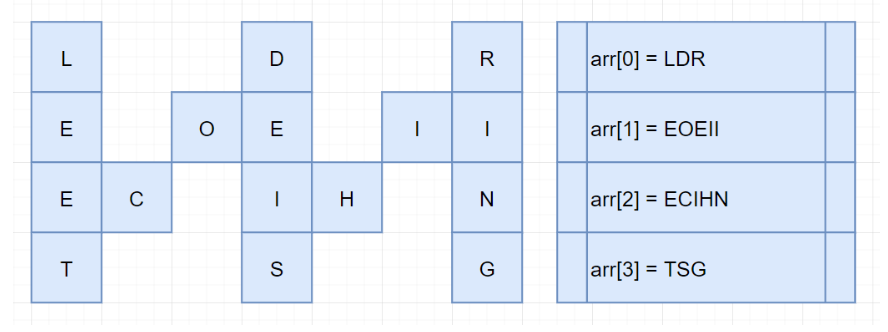 L D R arr[0] = LDR
E O E I I arr[1] = EOEII
E C I H N arr[2] = ECIHN
T S G arr[3] = TSG